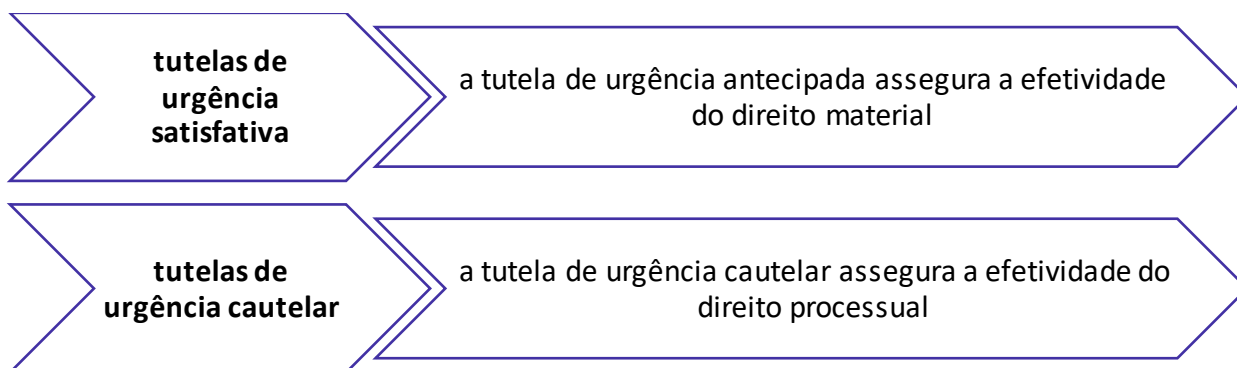 tutelas de
urgência
satisfativa
a tutela de urgência antecipada assegura a efetividade
do direito material
tutelas de
urgência cautelar
a tutela de urgência cautelar assegura a efetividade do
direito processual